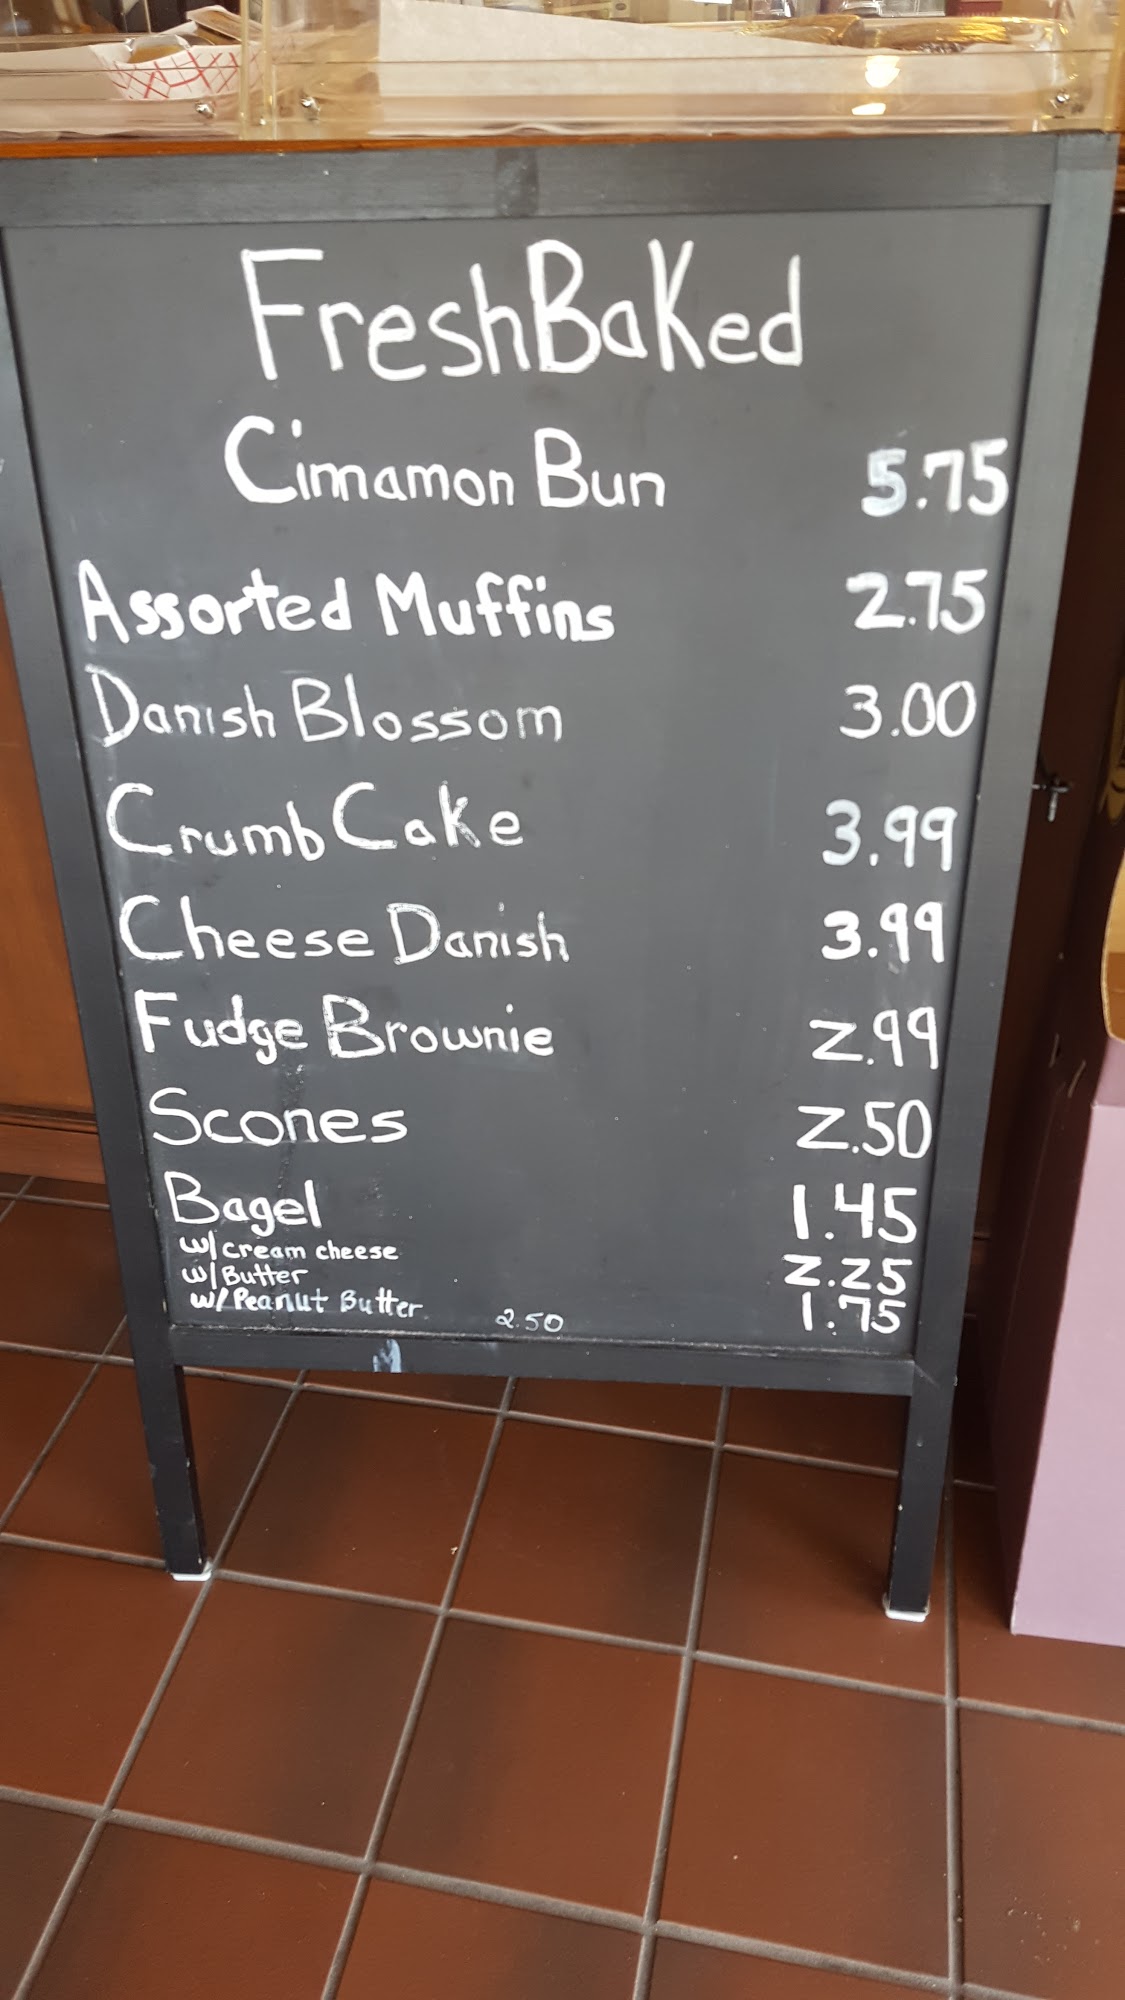 FreshBaked
Cinnamon Bun 5.75
Assorted Muffins 2.75
Danish Blossom 3.00
Crumb Cake 3.99
Cheese Danish 3.99
Fudge Brownie 2.99
Scones 2.50
Bagel 1.45
w/cream cheese 2.25
w/Butter 1.75
w/Peanut Butter 2.50